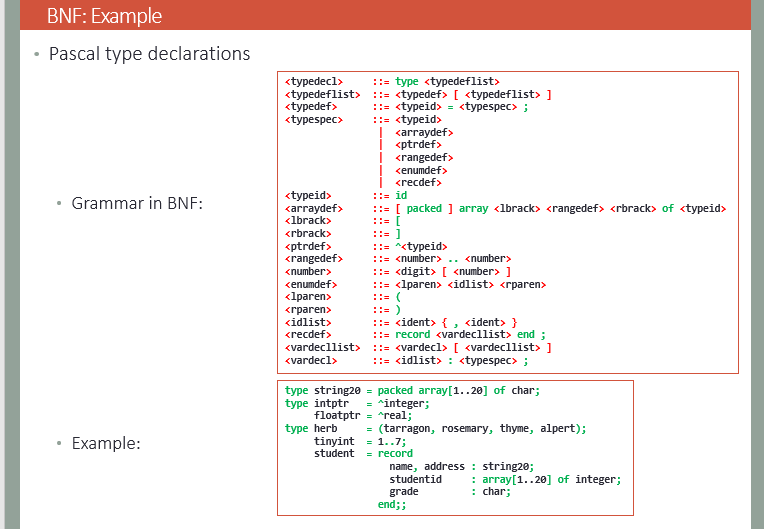 BNF: Example
• Pascal type declarations
• Grammar in BNF:
<typedecl> ::= type <typedeflist>
<typedeflist> ::= <typedef> [ <typedeflist> ]
<typedef> ::= <typeid> = <typespec> ;
<typespec> ::= <typeid>
| <arraydef>
| <ptrdef>
| <rangedef>
| <enumdef>
| <recdef>
<typeid> ::= id
<arraydef> ::= [ packed ] array <lbrack> <rangedef> <rbrack> of <typeid>
<lbrack> ::= [
<rbrack> ::= ]
<ptrdef> ::= ^<typeid>
<rangedef> ::= <number> .. <number>
<number> ::= <digit> [ <number> ]
<enumdef> ::= <lparen> <idlist> <rparen>
<lparen> ::= (
<rparen> ::= )
<idlist> ::= <ident> { , <ident> }
<recdef> ::= record <vardecllist> end ;
<vardecllist> ::= <vardecl> [ <vardecllist> ]
<vardecl> ::= <idlist> : <typespec> ;
• Example:
type string20 = packed array[1..20] of char;
type intptr = ^integer;
floatptr = ^real;
type herb = (tarragon, rosemary, thyme, alpert);
tinyint = 1..7;
student = record
name, address : string20;
studentid : array[1..20] of integer;
grade : char;
end;;